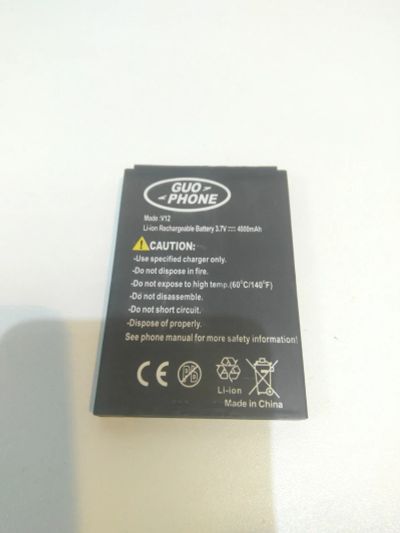 GUO
PHONE
Mode :V12
Li-ion Rechargeable Battery 3.7V 4000mAh
CAUTION:
-Use specified charger only.
-Do not dispose in fire.
-Do not expose to high temp.(60°C/140°F)
-Do not disassemble.
-Do not short circuit.
-Dispose of properly.
See phone manual for more safety information!
CE
Li-ion
Made in China